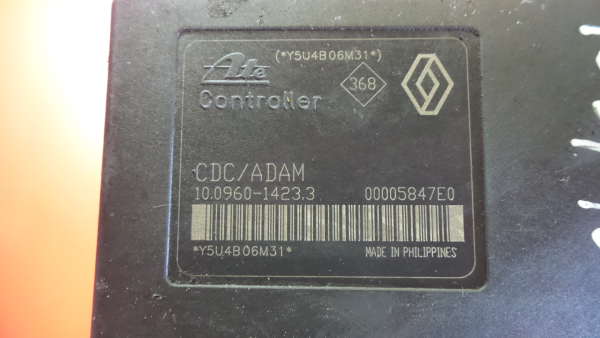 (*Y5U4B06M31*)
Ate
368
Controller
CDC/ADAM
10.0960-1423.3 00005847E0
*Y5U4B06M31*
MADE IN PHILIPPINES